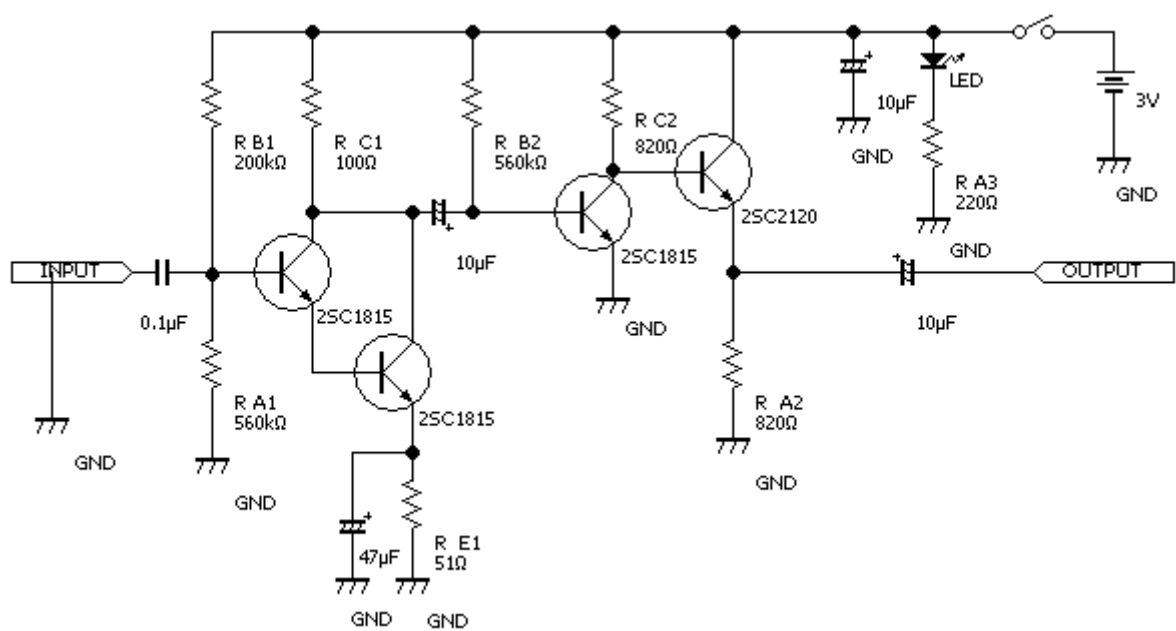 R B1
200kΩ
R C1
100Ω
R B2
560kΩ
R C2
820Ω
10μF
GND
LED
R A3
220Ω
GND
3V
GND
INPUT
0.1μF
2SC1815
10μF
2SC1815
GND
2SC2120
10μF
OUTPUT
GND
R A1
560kΩ
GND
2SC1815
47μF
GND
R E1
51Ω
GND
R A2
820Ω
GND